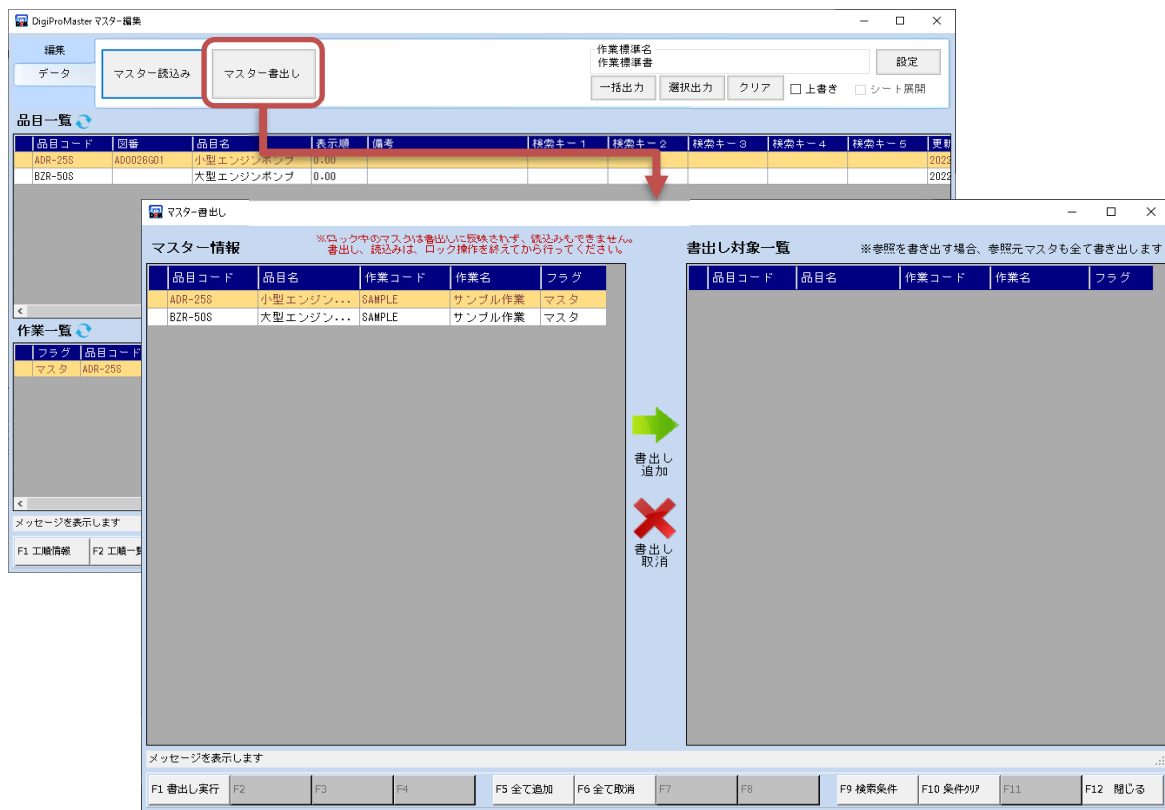 DigiProMaster マスター編集
編集
データ
マスター読込み
マスター書出し
作業標準名
作業標準書
設定
一括出力 選択出力 クリア 上書き シート展開
品目一覧
品目コード 図番 品目名 表示順 備考 検索キー1 検索キー2 検索キー3 検索キー4 検索キー5 更新
ADR-25S AD0026G01 小型エンジンポンプ 0.00 2022
BZR-50S 大型エンジンポンプ 0.00 2022
作業一覧
フラグ 品目コード
マスタ ADR-25S
メッセージを表示します
F1 工順情報 F2 工順一覧
マスター書出し
マスター情報
※ロック中のマスタは書出しに反映されず、読込みもできません。
書出し、読込みは、ロック操作を終えてから行ってください。
品目コード 品目名 作業コード 作業名 フラグ
ADR-25S 小型エンジン... SAMPLE サンプル作業 マスタ
BZR-50S 大型エンジン... SAMPLE サンプル作業 マスタ
書出し
追加
書出し
取消
書出し対象一覧 ※参照を書き出す場合、参照元マスタも全て書き出します
品目コード 品目名 作業コード 作業名 フラグ
メッセージを表示します
F1 書出し実行 F2 F3 F4 F5 全て追加 F6 全て取消 F7 F8 F9 検索条件 F10 条件クリア F11 F12 閉じる